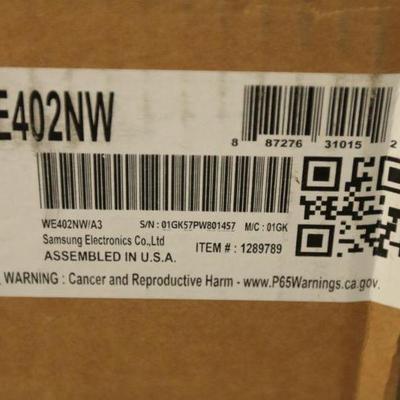 E402NW
8 87276 31015 2
WE402NW/A3 S/N : 01GK57PW801457 M/C : 01GK
Samsung Electronics Co.,Ltd
ITEM # : 1289789
ASSEMBLED IN U.S.A.
WARNING : Cancer and Reproductive Harm - www.P65Warnings.ca.gov